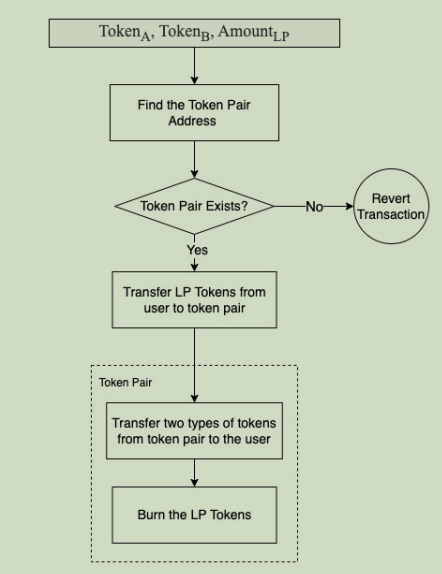 Token_A, Token_B, Amount_LP
Find the Token Pair
Address
Token Pair Exists?
No
Revert
Transaction
Yes
Transfer LP Tokens from
user to token pair
Token Pair
Transfer two types of tokens
from token pair to the user
Burn the LP Tokens